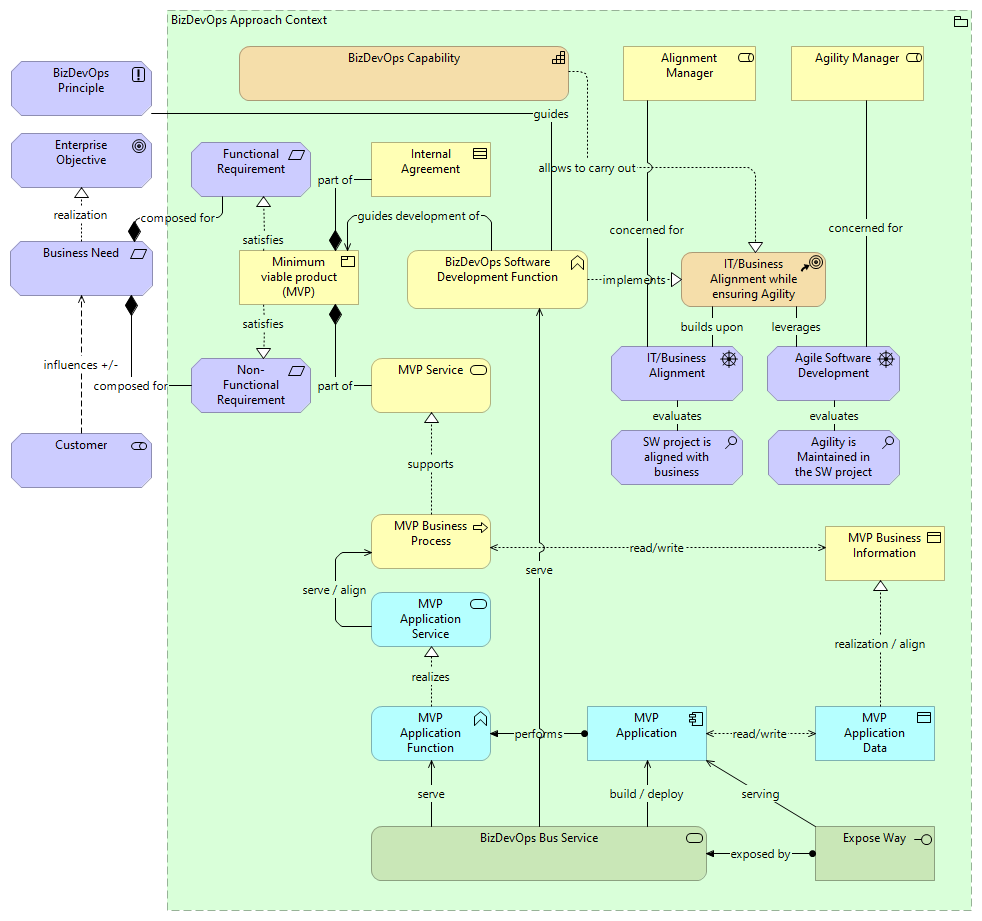 BizDevOps Approach Context
BizDevOps
Principle
BizDevOps Capability
Alignment
Manager
Agility Manager
guides
Enterprise
Objective
Functional
Requirement
Internal
Agreement
part of
allows to carry out
realization
composed for
guides development of
satisfies
concerned for
concerned for
Business Need
Minimum
viable product
(MVP)
BizDevOps Software
Development Function
implements
IT/Business
Alignment while
ensuring Agility
satisfies
builds upon
leverages
influences +/-
composed for
Non-
Functional
Requirement
part of
MVP Service
IT/Business
Alignment
Agile Software
Development
evaluates
evaluates
Customer
SW project is
aligned with
business
Agility is
Maintained in
the SW project
supports
MVP Business
Process
read/write
MVP Business
Information
serve
serve / align
MVP
Application
Service
realization / align
realizes
MVP
Application
Function
performs
MVP
Application
read/write
MVP
Application
Data
serve
build / deploy
serving
BizDevOps Bus Service
exposed by
Expose Way